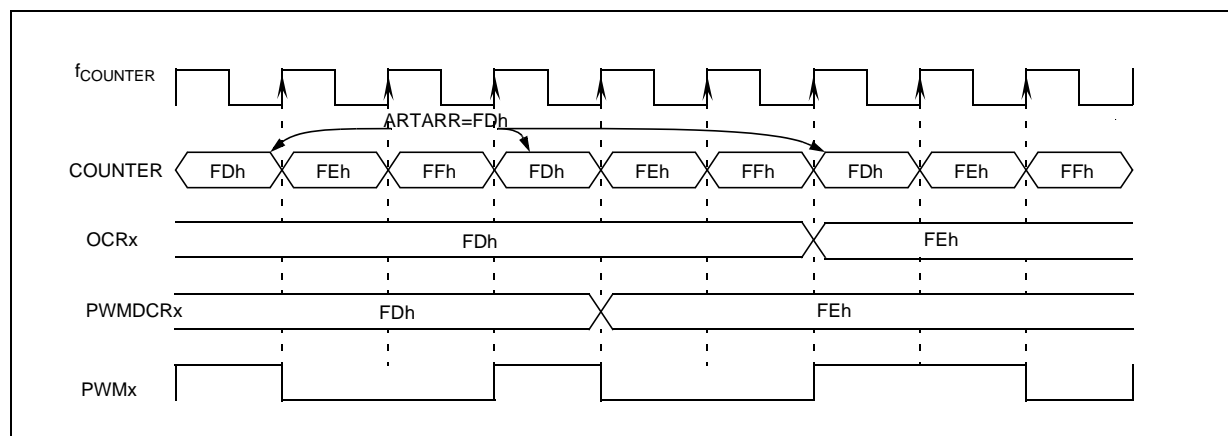 fCOUNTER
ARTARR=FDh
COUNTER FDh FEh FFh FDh FEh FFh FDh FEh FFh
OCRx FDh FEh
PWMDCRx FDh FEh
PWMx